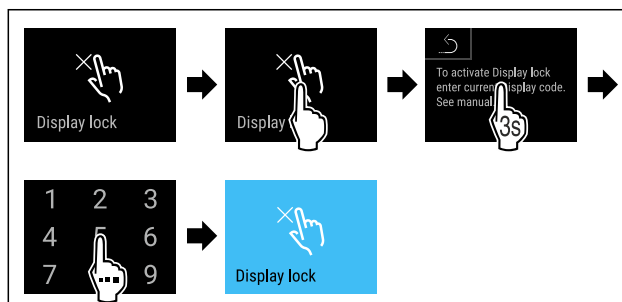 Display lock
Display
To activate Display lock
enter current display code.
See manual
3s
1 2 3
4 5 6
7 9
Display lock